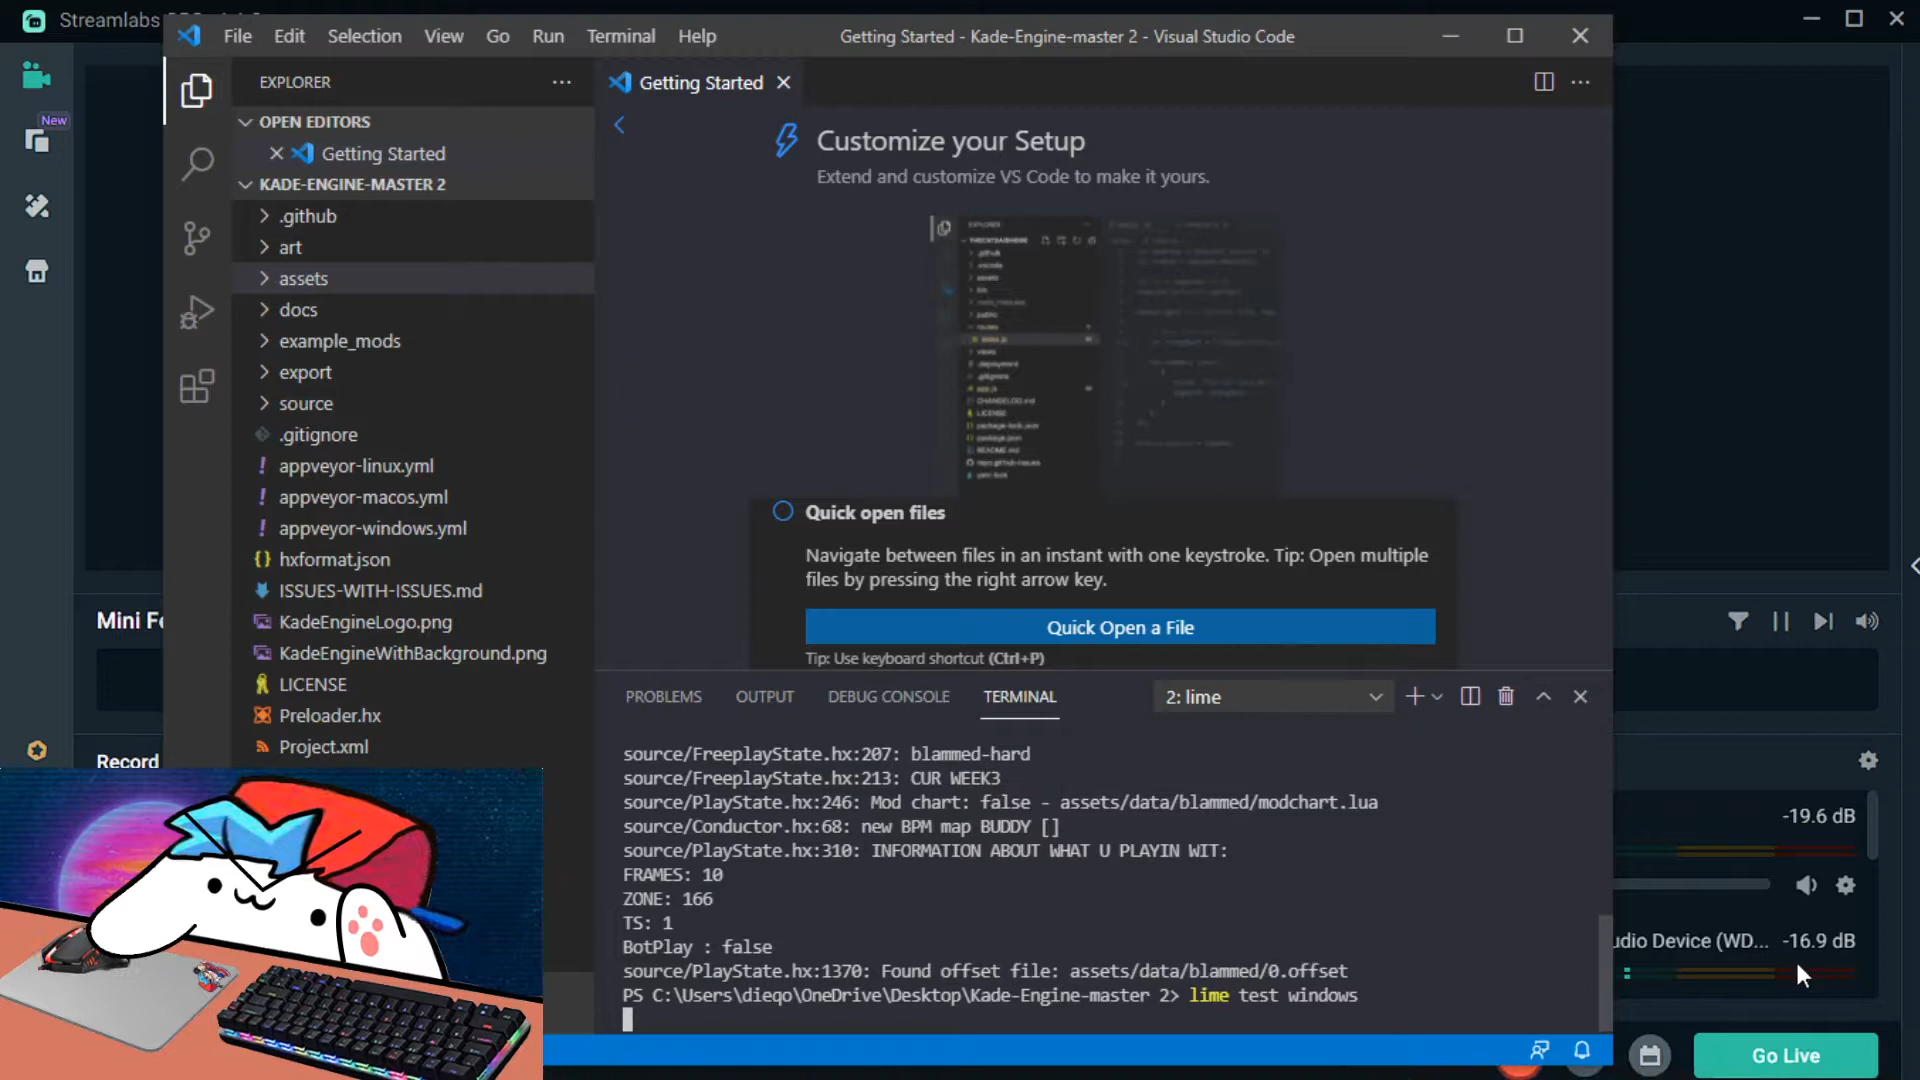 Streamlabs
File Edit Selection View Go Run Terminal Help
Getting Started - Kade-Engine-master 2 - Visual Studio Code
New
EXPLORER
OPEN EDITORS
Getting Started
KADE-ENGINE-MASTER 2
.github
art
assets
docs
example_mods
export
source
.gitignore
appveyor-linux.yml
appveyor-macos.yml
appveyor-windows.yml
hxformat.json
ISSUES-WITH-ISSUES.md
KadeEngineLogo.png
KadeEngineWithBackground.png
LICENSE
Preloader.hx
Project.xml
Getting Started
Customize your Setup
Extend and customize VS Code to make it yours.
Quick open files
Navigate between files in an instant with one keystroke. Tip: Open multiple
files by pressing the right arrow key.
Quick Open a File
Tip: Use keyboard shortcut (Ctrl+P)
PROBLEMS OUTPUT DEBUG CONSOLE TERMINAL 2: lime
source/FreeplayState.hx:207: blammed-hard
source/FreeplayState.hx:213: CUR WEEK3
source/PlayState.hx:246: Mod chart: false - assets/data/blammed/modchart.lua
source/Conductor.hx:68: new BPM map BUDDY []
source/PlayState.hx:310: INFORMATION ABOUT WHAT U PLAYIN WIT:
FRAMES: 10
ZONE: 166
TS: 1
BotPlay : false
source/PlayState.hx:1370: Found offset file: assets/data/blammed/0.offset
PS C:\Users\dieqo\OneDrive\Desktop\Kade-Engine-master 2> lime test windows
Mini Fe
Record
-19.6 dB
udio Device (WD... -16.9 dB
Go Live